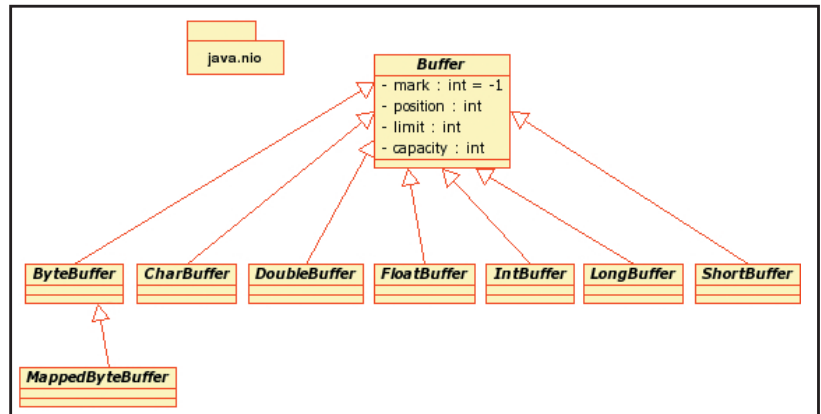 java.nio
Buffer
- mark : int = -1
- position : int
- limit : int
- capacity : int
ByteBuffer
CharBuffer
DoubleBuffer
FloatBuffer
IntBuffer
LongBuffer
ShortBuffer
MappedByteBuffer